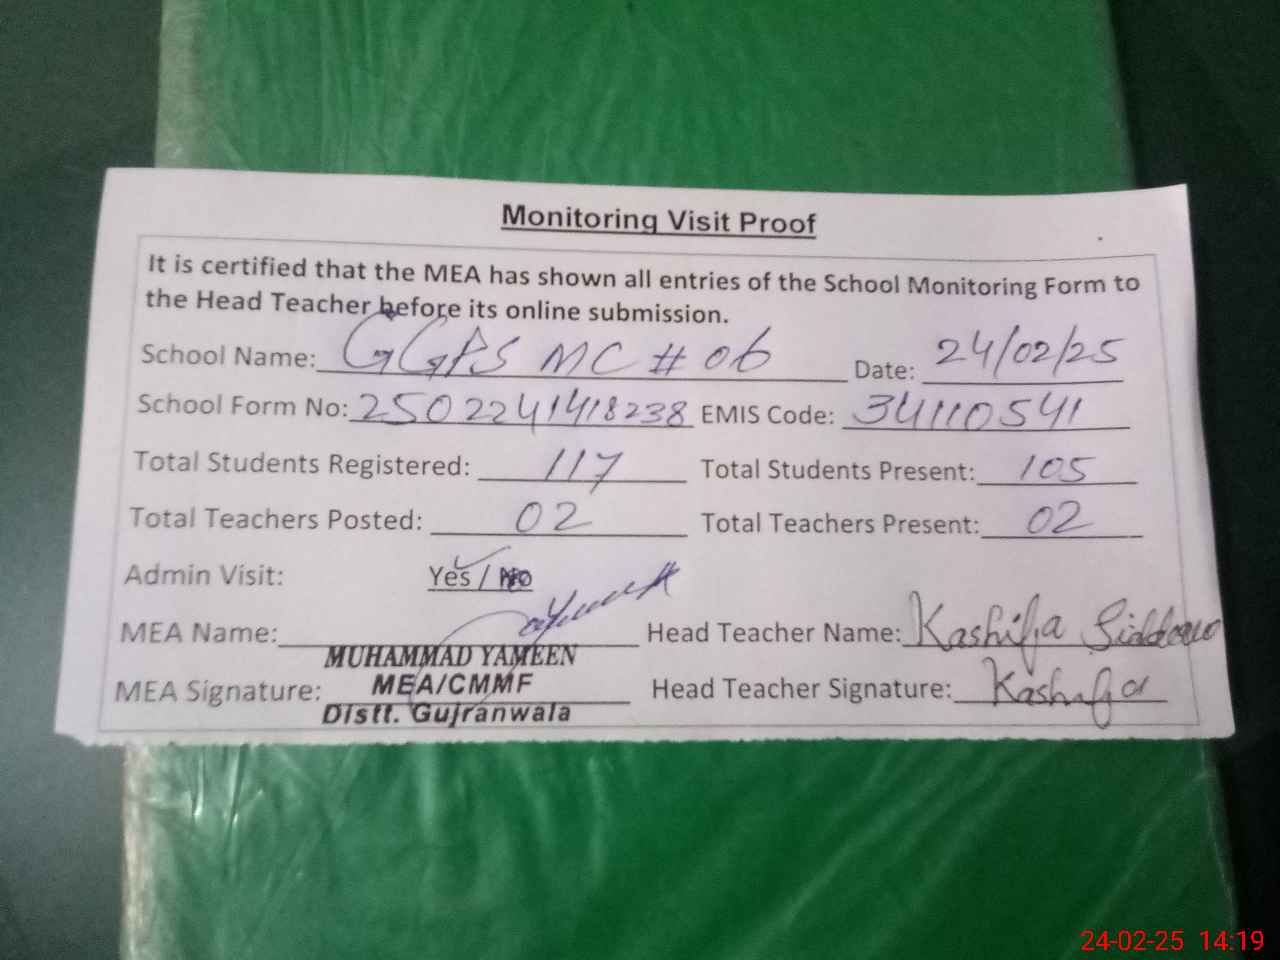 Monitoring Visit Proof
It is certified that the MEA has shown all entries of the School Monitoring Form to
the Head Teacher before its online submission.
School Name: GGPS MC # 06 Date: 24/02/25
School Form No: 2502241418238 EMIS Code: 34110541
Total Students Registered: 117 Total Students Present: 105
Total Teachers Posted: 02 Total Teachers Present: 02
Admin Visit: Yes / No
MEA Name: Head Teacher Name: Kashifa
MUHAMMAD YAMEEN
MEA Signature: MEA/CMMF Head Teacher Signature: Kashifa
Distt. Gujranwala
24-02-25 14:19